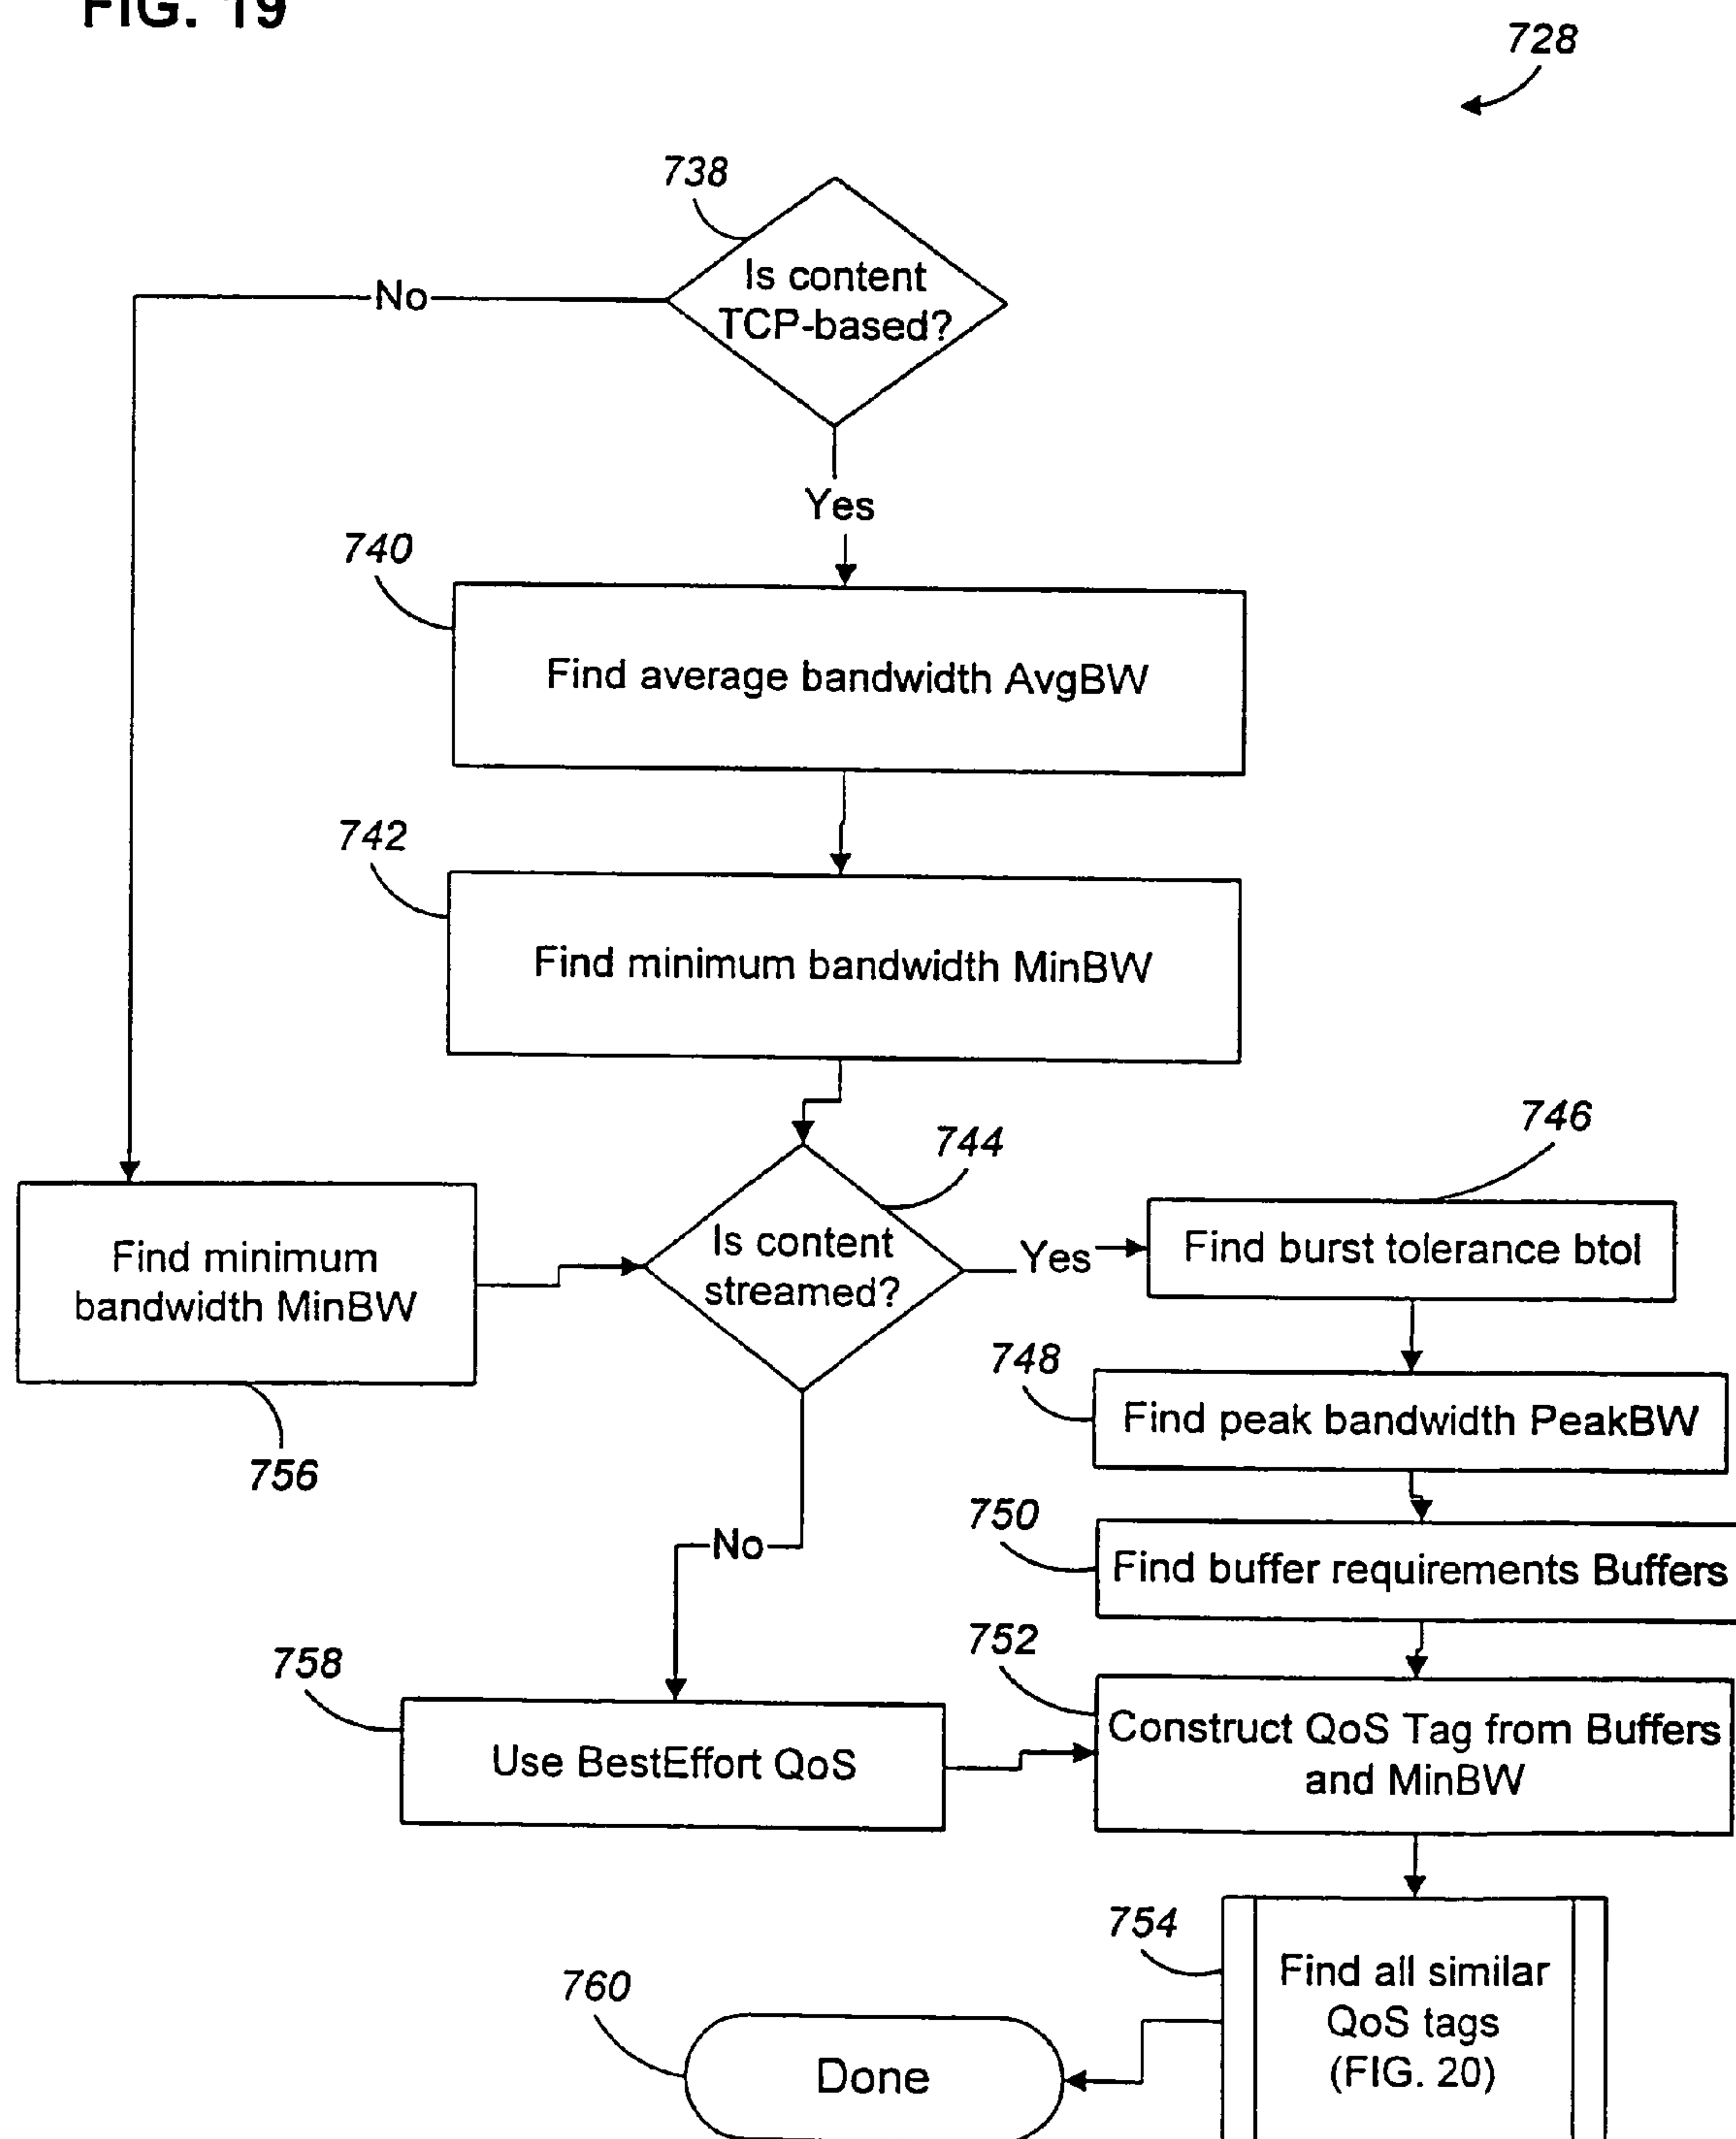 FIG. 19
728
738
Is content
TCP-based?
No
Yes
740
Find average bandwidth AvgBW
742
Find minimum bandwidth MinBW
744
746
Is content
streamed?
Yes
Find burst tolerance btol
Find minimum
bandwidth MinBW
756
748
Find peak bandwidth PeakBW
No
750
Find buffer requirements Buffers
752
Construct QoS Tag from Buffers
and MinBW
758
Use BestEffort QoS
754
Find all similar
QoS tags
(FIG. 20)
760
Done